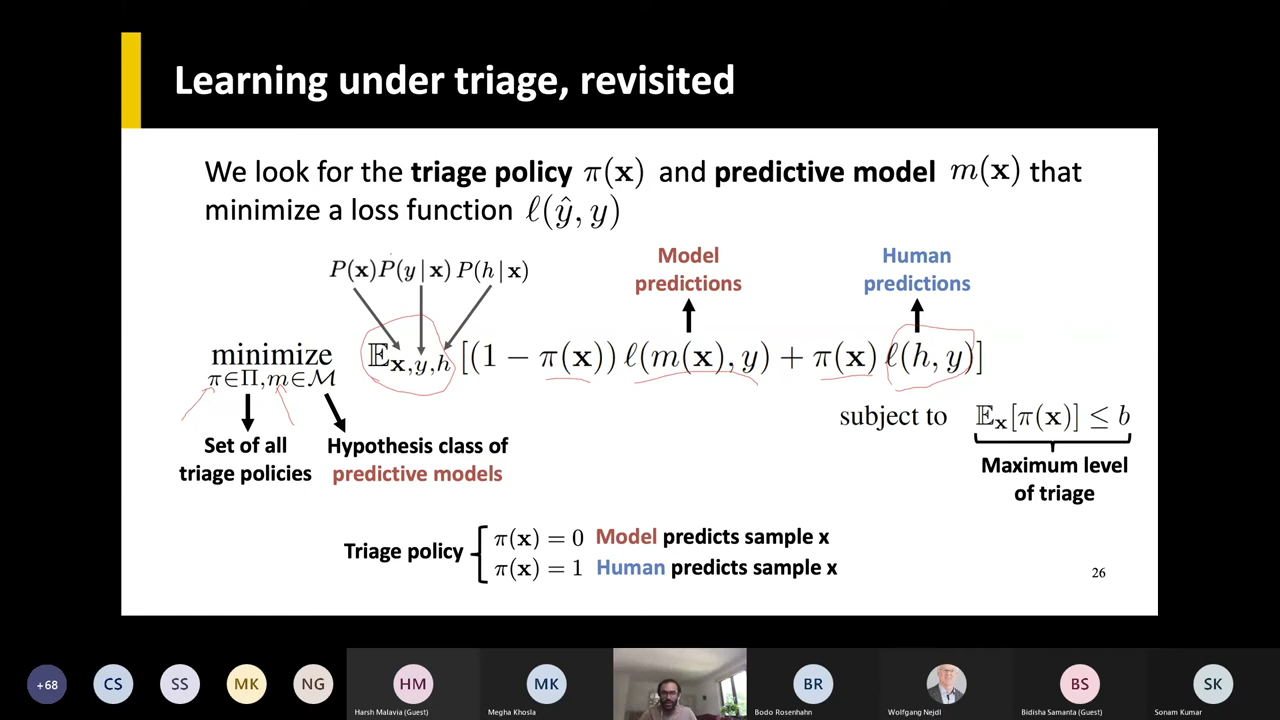 Learning under triage, revisited
We look for the triage policy π(x) and predictive model m(x) that
minimize a loss function ℓ(ŷ, y)
P(x)P(y | x) P(h | x)
Model
predictions
Human
predictions
minimize
π∈Π,m∈ℳ
𝔼x,y,h [(1 − π(x)) ℓ(m(x), y) + π(x) ℓ(h, y)]
subject to 𝔼x[π(x)] ≤ b
Set of all
triage policies
Hypothesis class of
predictive models
Maximum level
of triage
Triage policy
π(x) = 0 Model predicts sample x
π(x) = 1 Human predicts sample x
26
+68 CS SS MK NG HM MK BR BS SK
Harsh Malavia (Guest) Megha Khosla Bodo Rosenhahn Wolfgang Nejdl Bidisha Samanta (Guest) Sonam Kumar